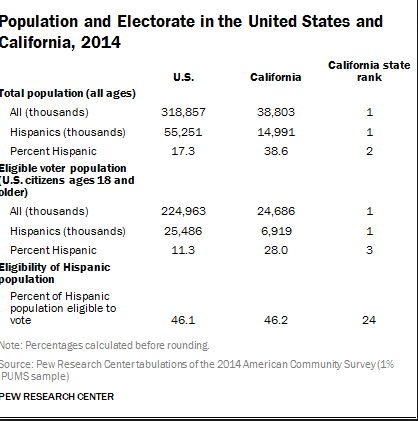 Population and Electorate in the United States and
California, 2014
U.S. California California state
rank
Total population (all ages)
All (thousands) 318,857 38,803 1
Hispanics (thousands) 55,251 14,991 1
Percent Hispanic 17.3 38.6 2
Eligible voter population
(U.S. citizens ages 18 and
older)
All (thousands) 224,963 24,686 1
Hispanics (thousands) 25,486 6,919 1
Percent Hispanic 11.3 28.0 3
Eligibility of Hispanic
population
Percent of Hispanic
population eligible to
vote 46.1 46.2 24
Note: Percentages calculated before rounding.
Source: Pew Research Center tabulations of the 2014 American Community Survey (1%
IPUMS sample)
PEW RESEARCH CENTER